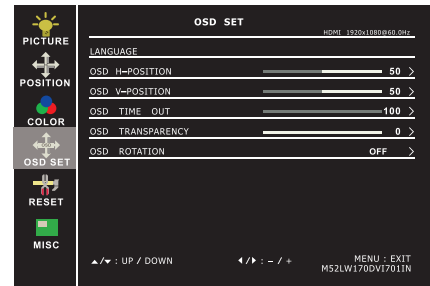 OSD SET
HDMI 1920x1080@60.0Hz
PICTURE
POSITION
COLOR
OSD
OSD SET
RESET
MISC
LANGUAGE
OSD H-POSITION 50 >
OSD V-POSITION 50 >
OSD TIME OUT 100 >
OSD TRANSPARENCY 0 >
OSD ROTATION OFF >
▲/▼ : UP / DOWN ◀/▶ : - / + MENU : EXIT
M52LW170DVI701IN